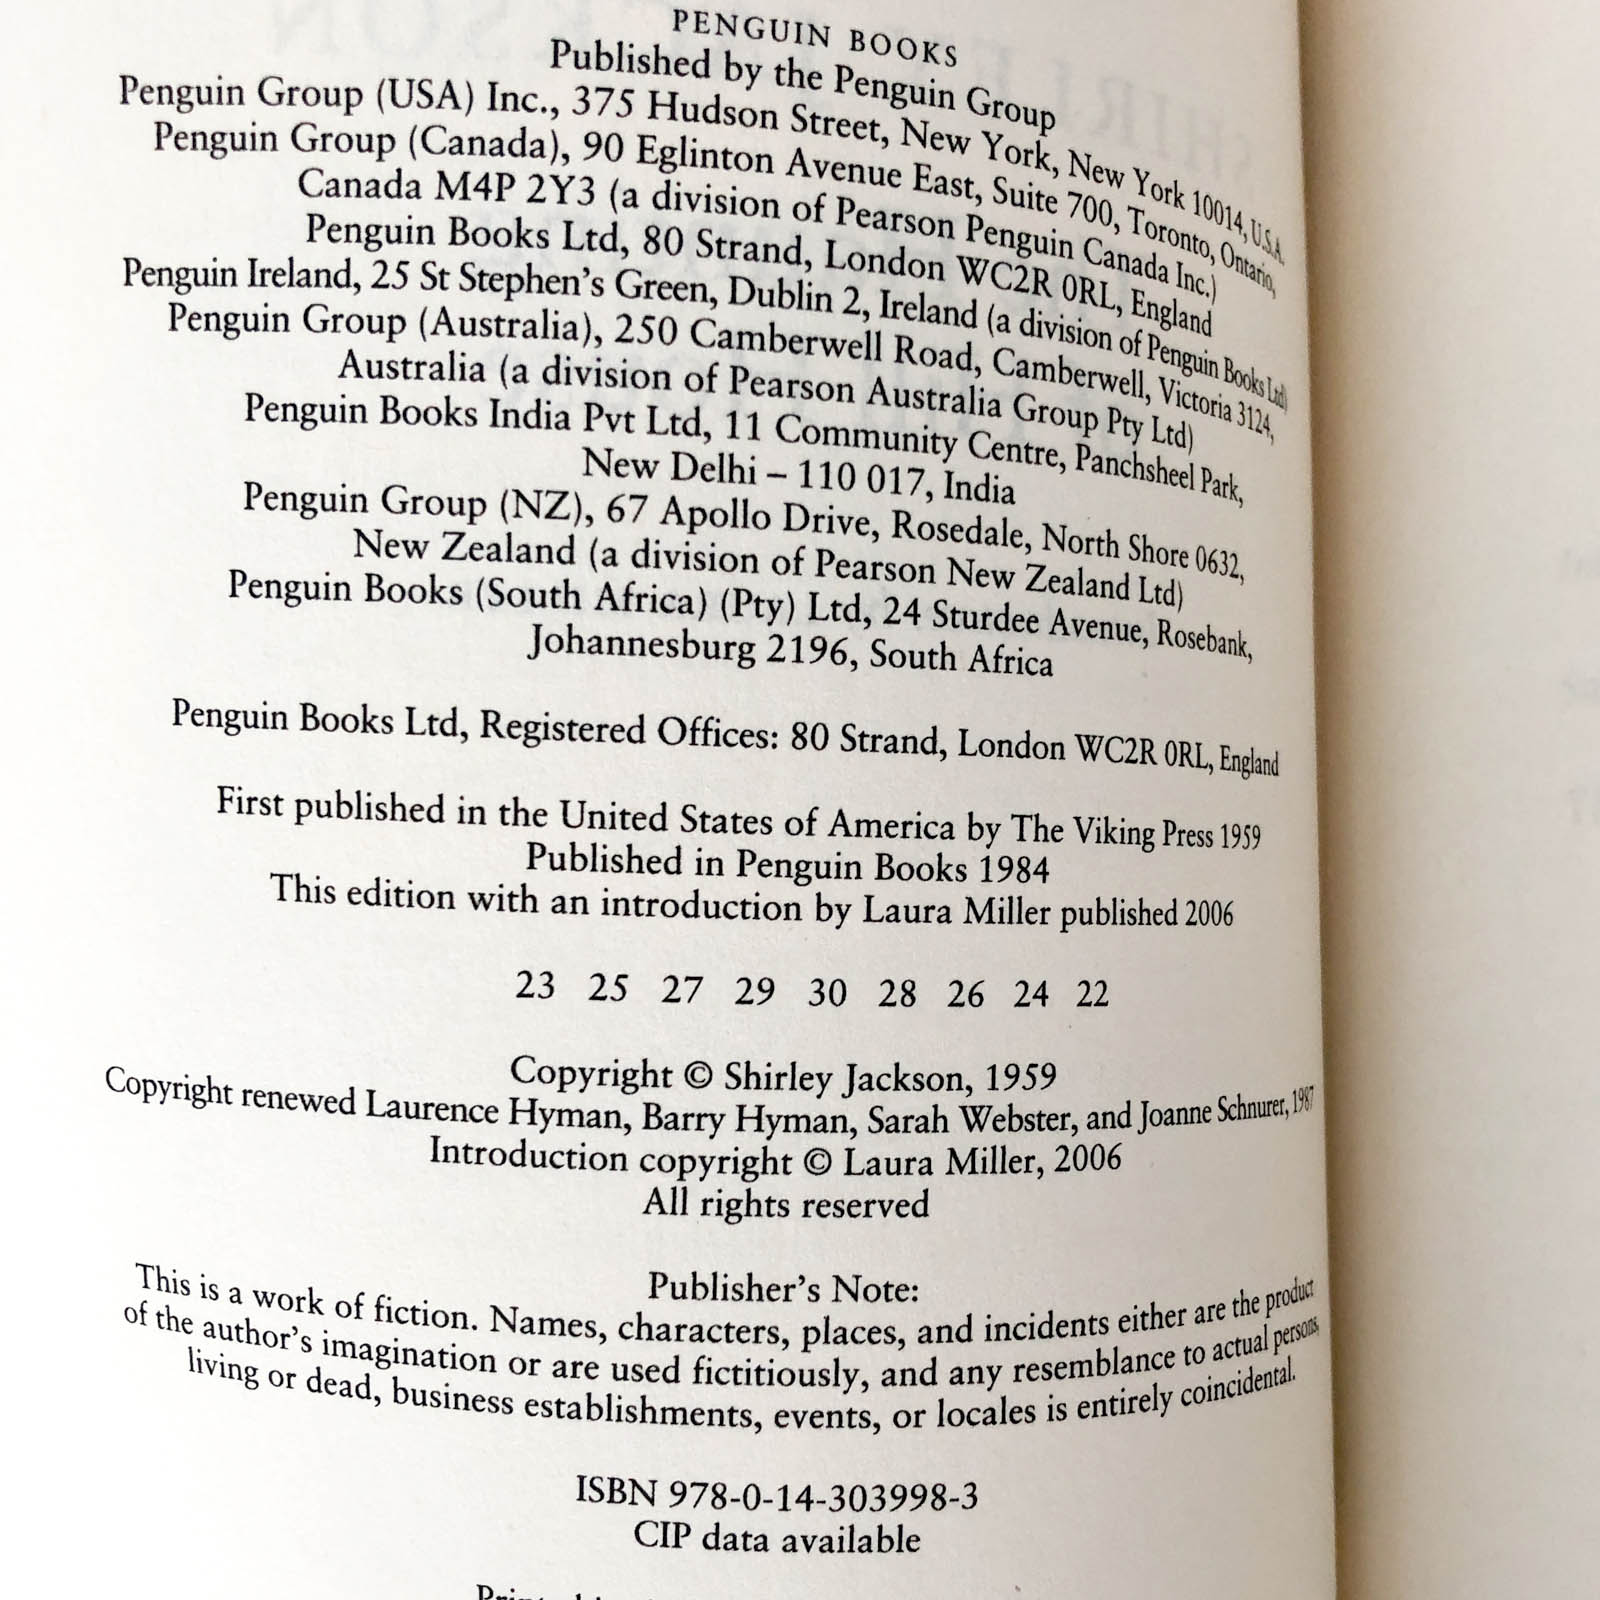 PENGUIN BOOKS
Published by the Penguin Group
Penguin Group (USA) Inc., 375 Hudson Street, New York, New York 10014, U.S.A.
Penguin Group (Canada), 90 Eglinton Avenue East, Suite 700, Toronto, Ontario,
Canada M4P 2Y3 (a division of Pearson Penguin Canada Inc.)
Penguin Books Ltd, 80 Strand, London WC2R 0RL, England
Penguin Ireland, 25 St Stephen's Green, Dublin 2, Ireland (a division of Penguin Books Ltd)
Penguin Group (Australia), 250 Camberwell Road, Camberwell, Victoria 3124,
Australia (a division of Pearson Australia Group Pty Ltd)
Penguin Books India Pvt Ltd, 11 Community Centre, Panchsheel Park,
New Delhi – 110 017, India
Penguin Group (NZ), 67 Apollo Drive, Rosedale, North Shore 0632,
New Zealand (a division of Pearson New Zealand Ltd)
Penguin Books (South Africa) (Pty) Ltd, 24 Sturdee Avenue, Rosebank,
Johannesburg 2196, South Africa
Penguin Books Ltd, Registered Offices: 80 Strand, London WC2R 0RL, England
First published in the United States of America by The Viking Press 1959
Published in Penguin Books 1984
This edition with an introduction by Laura Miller published 2006
23 25 27 29 30 28 26 24 22
Copyright © Shirley Jackson, 1959
Copyright renewed Laurence Hyman, Barry Hyman, Sarah Webster, and Joanne Schnurer, 1987
Introduction copyright © Laura Miller, 2006
All rights reserved
Publisher's Note:
This is a work of fiction. Names, characters, places, and incidents either are the product
of the author's imagination or are used fictitiously, and any resemblance to actual persons,
living or dead, business establishments, events, or locales is entirely coincidental.
ISBN 978-0-14-303998-3
CIP data available